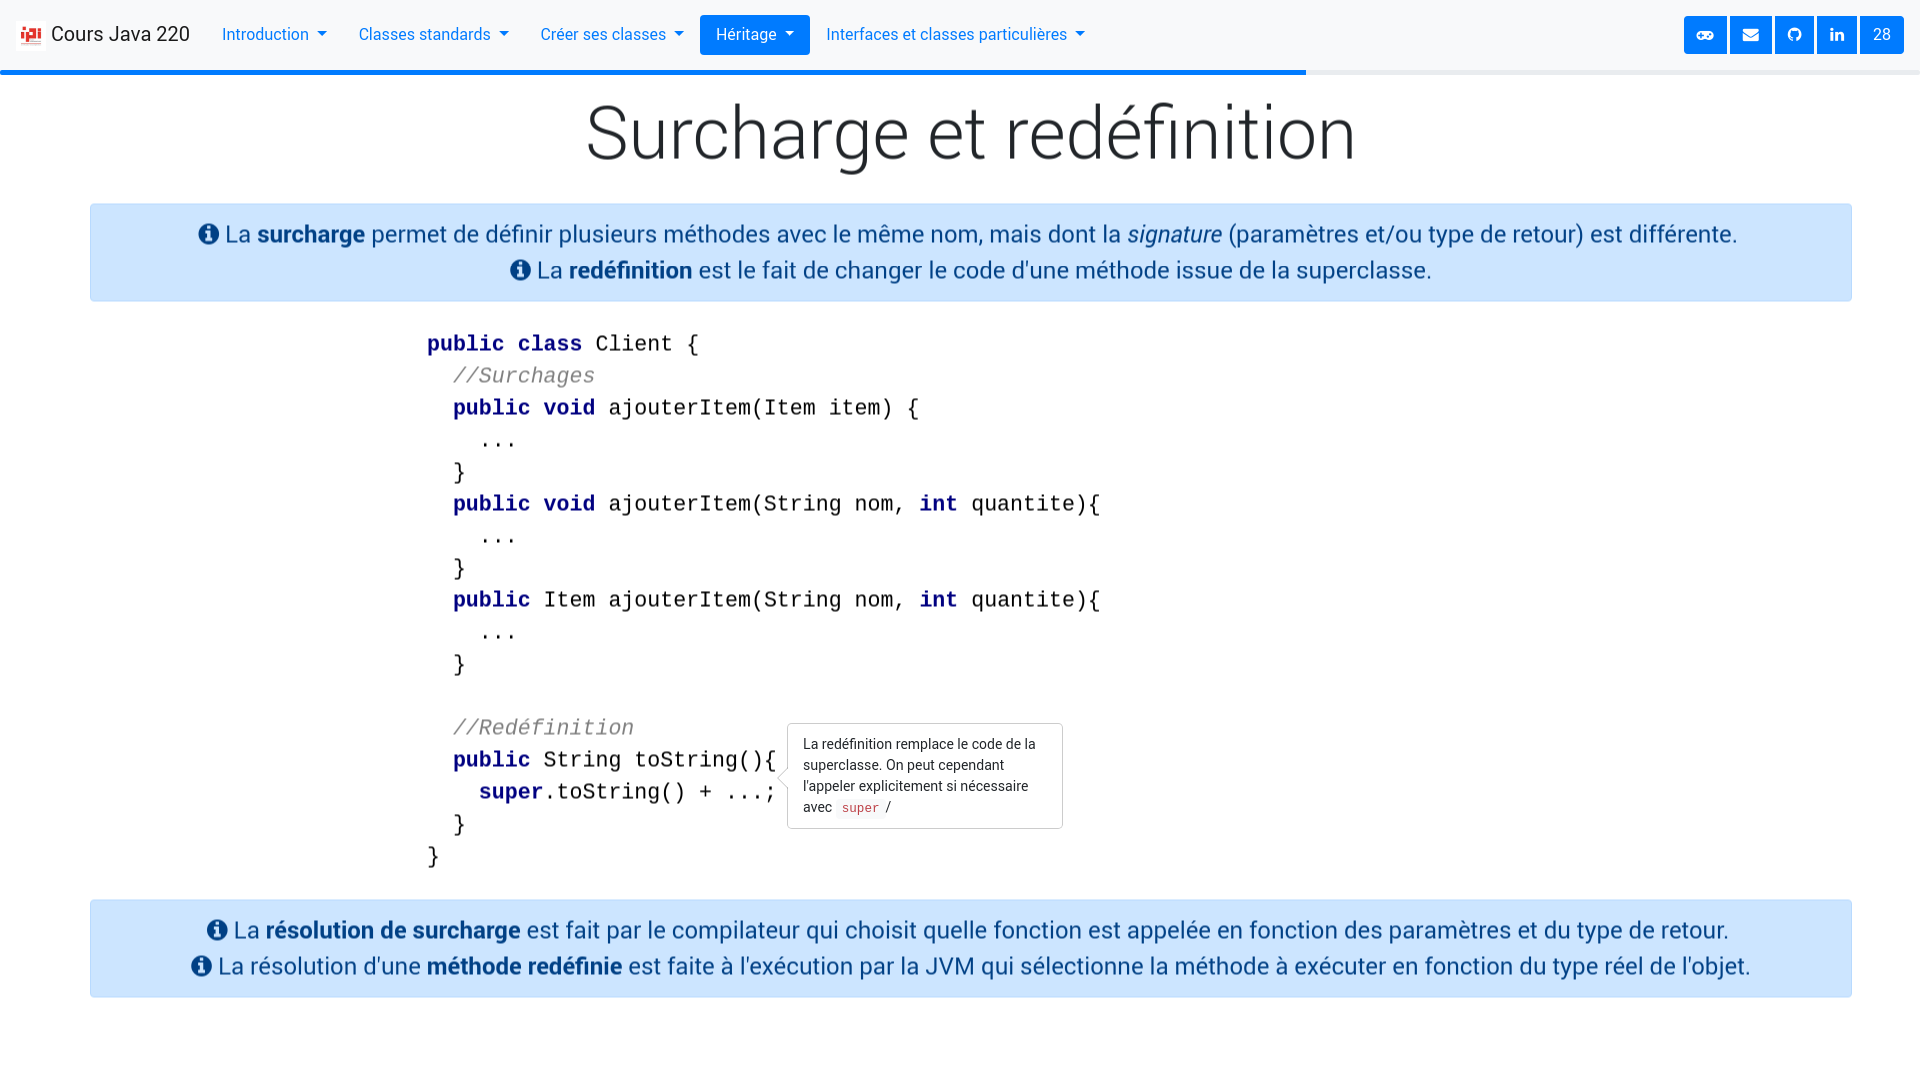 Cours Java 220 Introduction Classes standards Créer ses classes Héritage Interfaces et classes particulières 28
Surcharge et redéfinition
La surcharge permet de définir plusieurs méthodes avec le même nom, mais dont la signature (paramètres et/ou type de retour) est différente.
La redéfinition est le fait de changer le code d'une méthode issue de la superclasse.
public class Client {
//Surchages
public void ajouterItem(Item item) {
...
}
public void ajouterItem(String nom, int quantite){
...
}
public Item ajouterItem(String nom, int quantite){
...
}
//Redéfinition
public String toString(){
super.toString() + ...;
}
}
La redéfinition remplace le code de la
superclasse. On peut cependant
l'appeler explicitement si nécessaire
avec super /
La résolution de surcharge est fait par le compilateur qui choisit quelle fonction est appelée en fonction des paramètres et du type de retour.
La résolution d'une méthode redéfinie est faite à l'exécution par la JVM qui sélectionne la méthode à exécuter en fonction du type réel de l'objet.